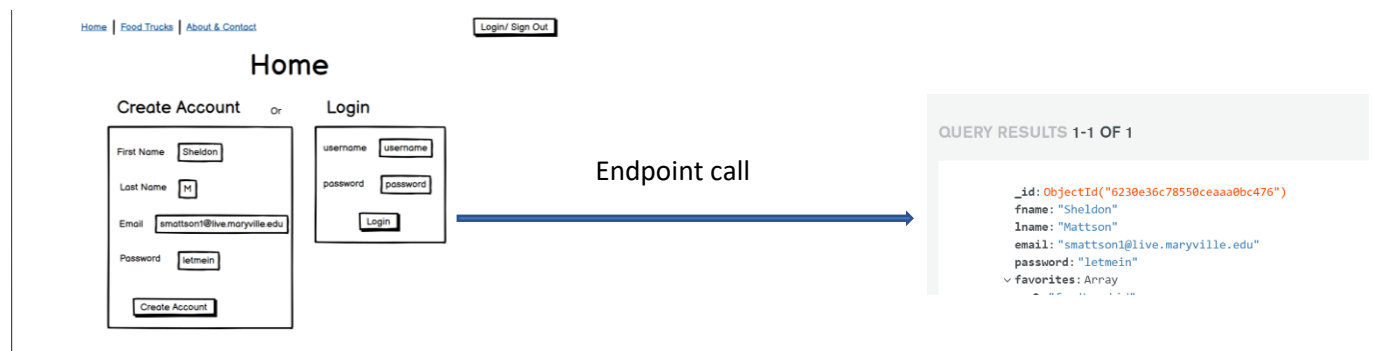 Home | Food Trucks | About & Contact
Login/ Sign Out
Home
Create Account
Or
Login
First Name Sheldon
Last Name M
Email smattson1@live.maryville.edu
Password letmein
Create Account
username username
password password
Login
Endpoint call
QUERY RESULTS 1-1 OF 1
_id: ObjectId("6230e36c78550ceaaa0bc476")
fname: "Sheldon"
lname: "Mattson"
email: "smattson1@live.maryville.edu"
password: "letmein"
favorites: Array